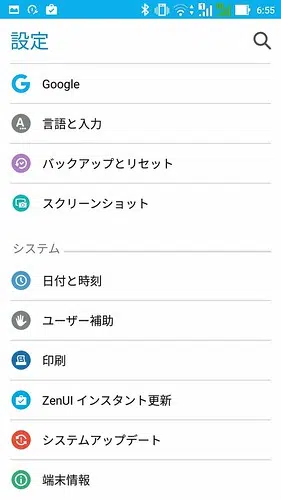 6:55
設定
Google
言語と入力
バックアップとリセット
スクリーンショット
システム
日付と時刻
ユーザー補助
印刷
ZenUI インスタント更新
システムアップデート
端末情報